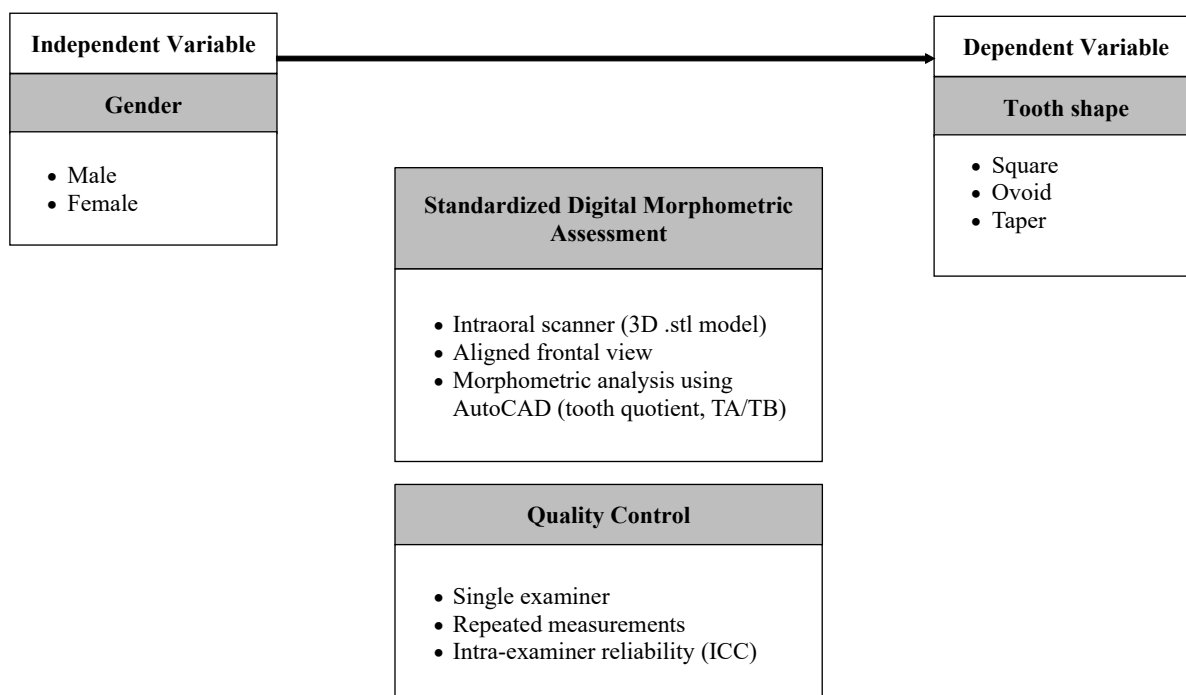 Independent Variable
Gender
• Male
• Female
Dependent Variable
Tooth shape
• Square
• Ovoid
• Taper
Standardized Digital Morphometric
Assessment
• Intraoral scanner (3D .stl model)
• Aligned frontal view
• Morphometric analysis using
AutoCAD (tooth quotient, TA/TB)
Quality Control
• Single examiner
• Repeated measurements
• Intra-examiner reliability (ICC)